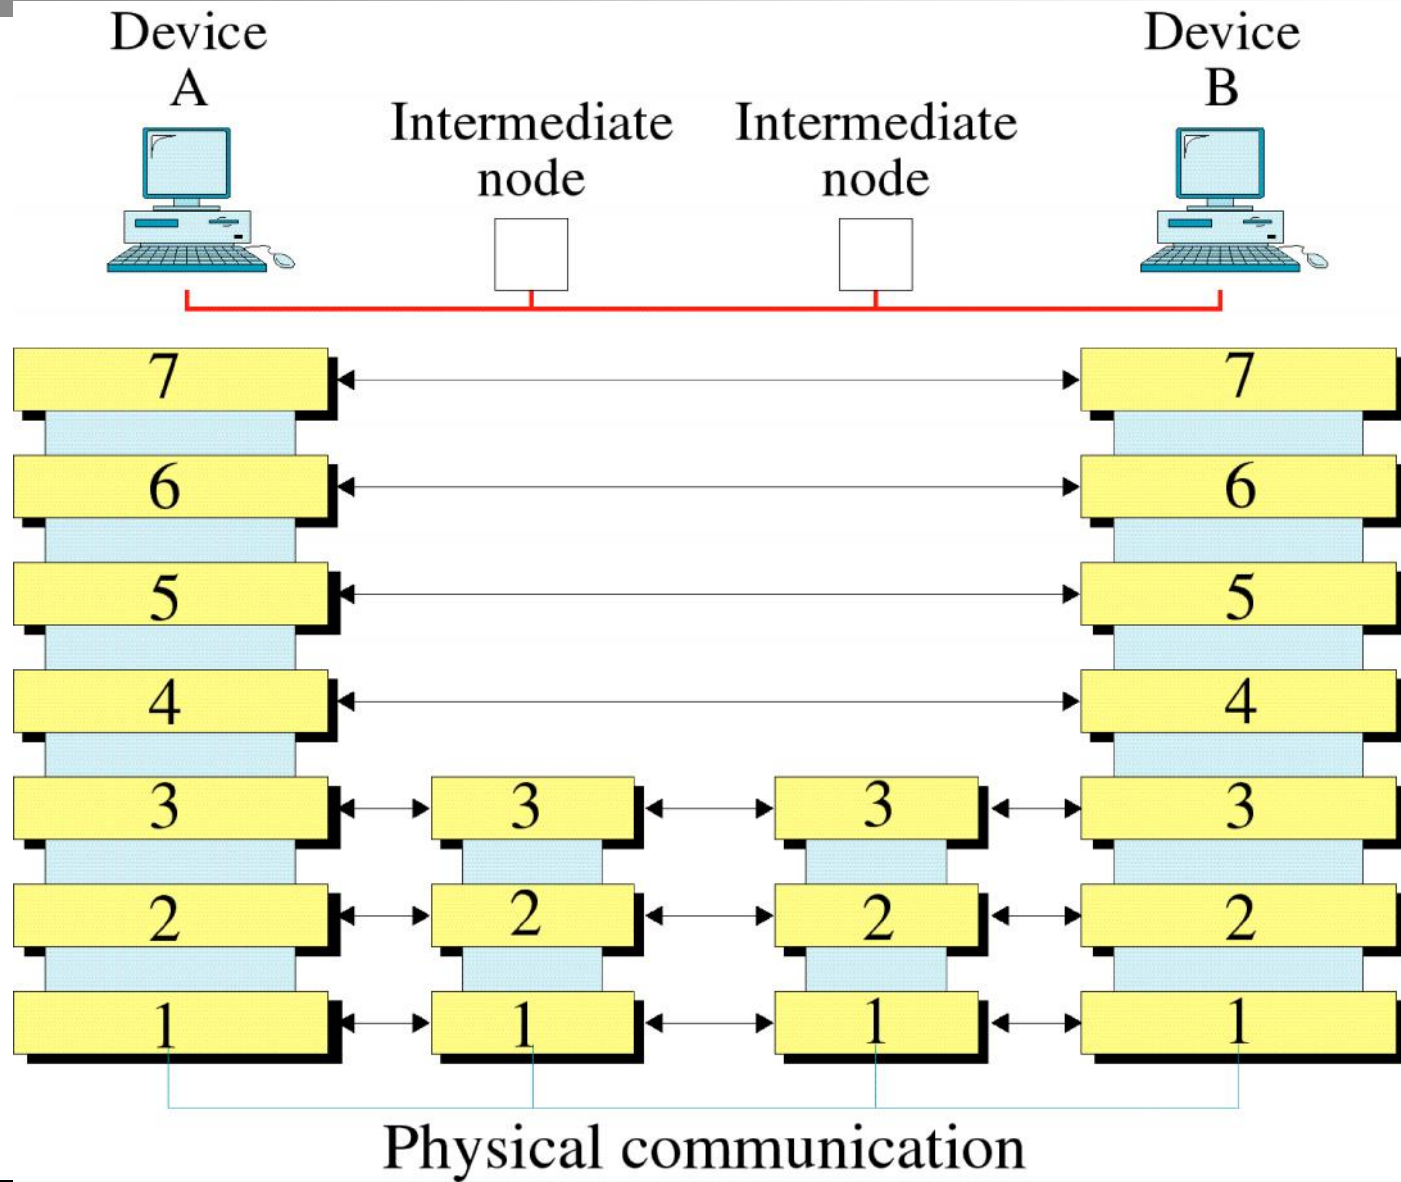 Device
A
Intermediate
node
Intermediate
node
Device
B
7
7
6
6
5
5
4
4
3
3
3
3
2
2
2
2
1
1
1
1
Physical communication